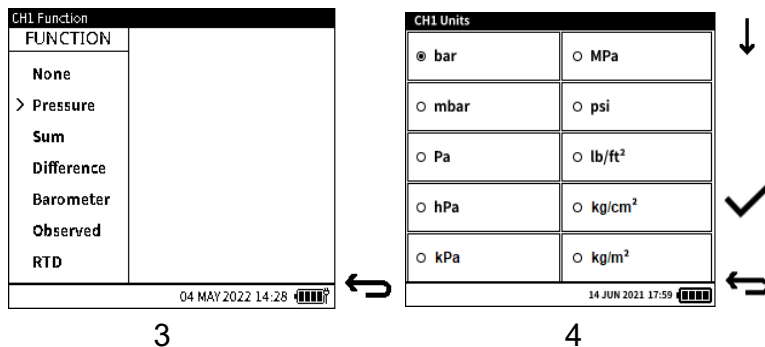 CH1 Function
FUNCTION
None
> Pressure
Sum
Difference
Barometer
Observed
RTD
04 MAY 2022 14:28
3
CH1 Units
bar
MPa
mbar
psi
Pa
lb/ft²
hPa
kg/cm²
kPa
kg/m²
14 JUN 2021 17:59
4